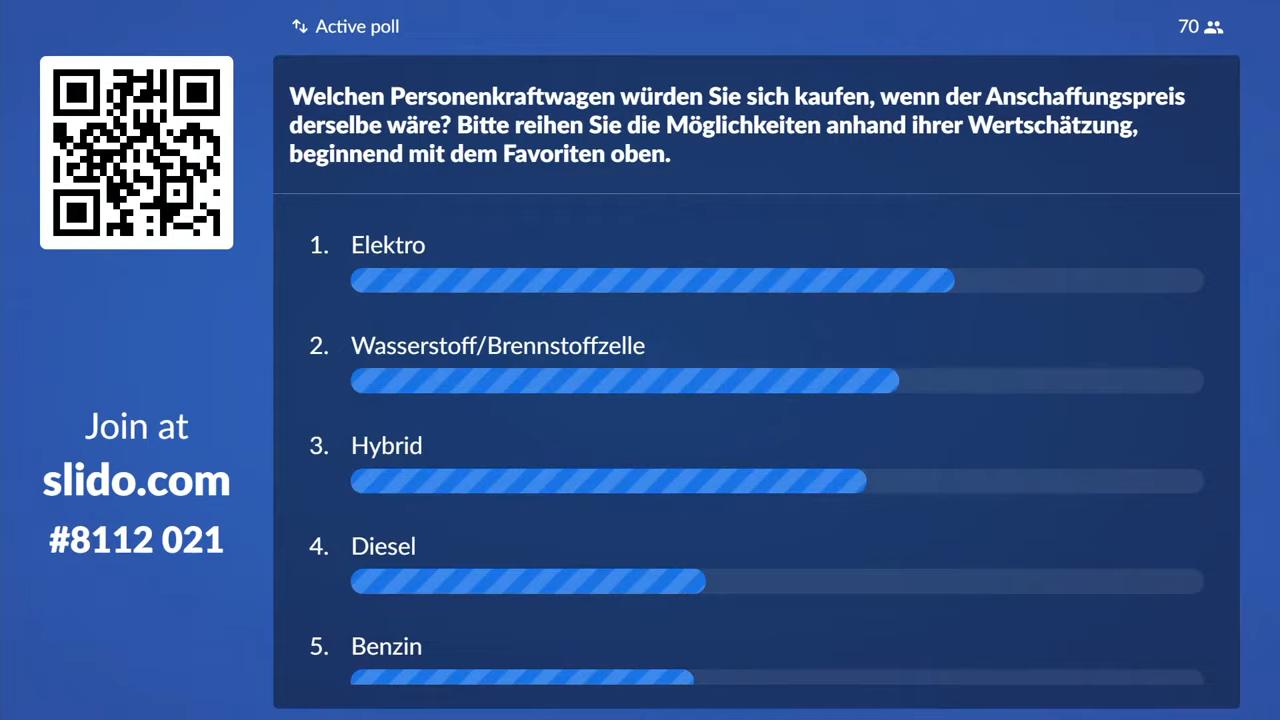 Active poll
70
Welchen Personenkraftwagen würden Sie sich kaufen, wenn der Anschaffungspreis
derselbe wäre? Bitte reihen Sie die Möglichkeiten anhand ihrer Wertschätzung,
beginnend mit dem Favoriten oben.
1. Elektro
2. Wasserstoff/Brennstoffzelle
3. Hybrid
4. Diesel
5. Benzin
Join at
slido.com
#8112 021